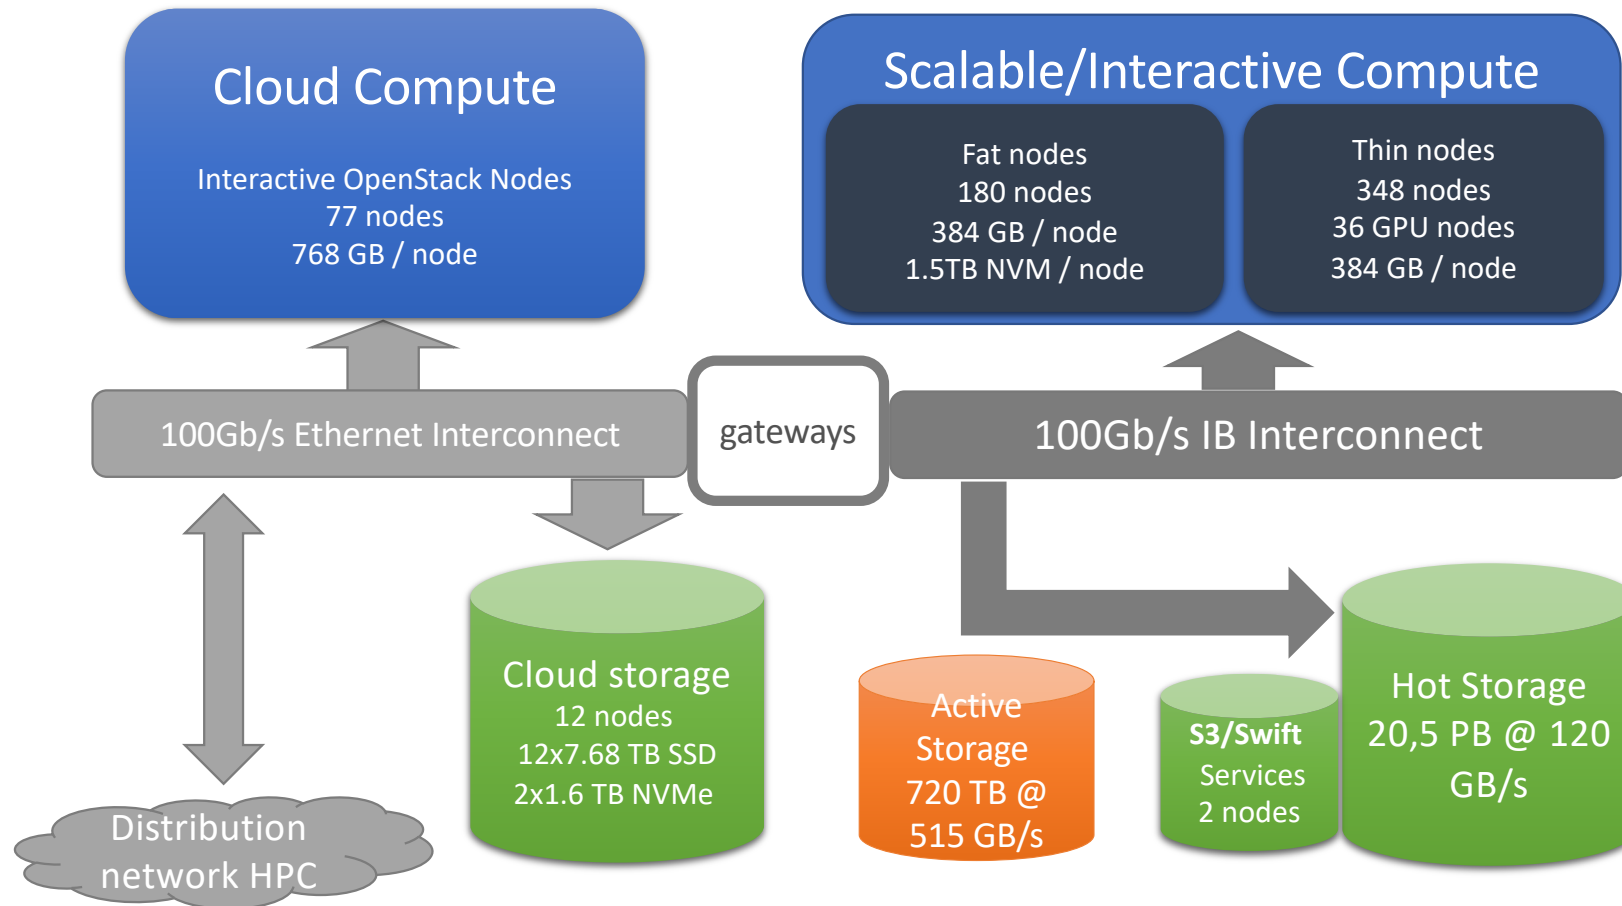 Cloud Compute
Interactive OpenStack Nodes
77 nodes
768 GB / node
Scalable/Interactive Compute
Fat nodes
180 nodes
384 GB / node
1.5TB NVM / node
Thin nodes
348 nodes
36 GPU nodes
384 GB / node
100Gb/s Ethernet Interconnect
gateways
100Gb/s IB Interconnect
Distribution
network HPC
Cloud storage
12 nodes
12x7.68 TB SSD
2x1.6 TB NVMe
Active
Storage
720 TB @
515 GB/s
S3/Swift
Services
2 nodes
Hot Storage
20,5 PB @ 120
GB/s